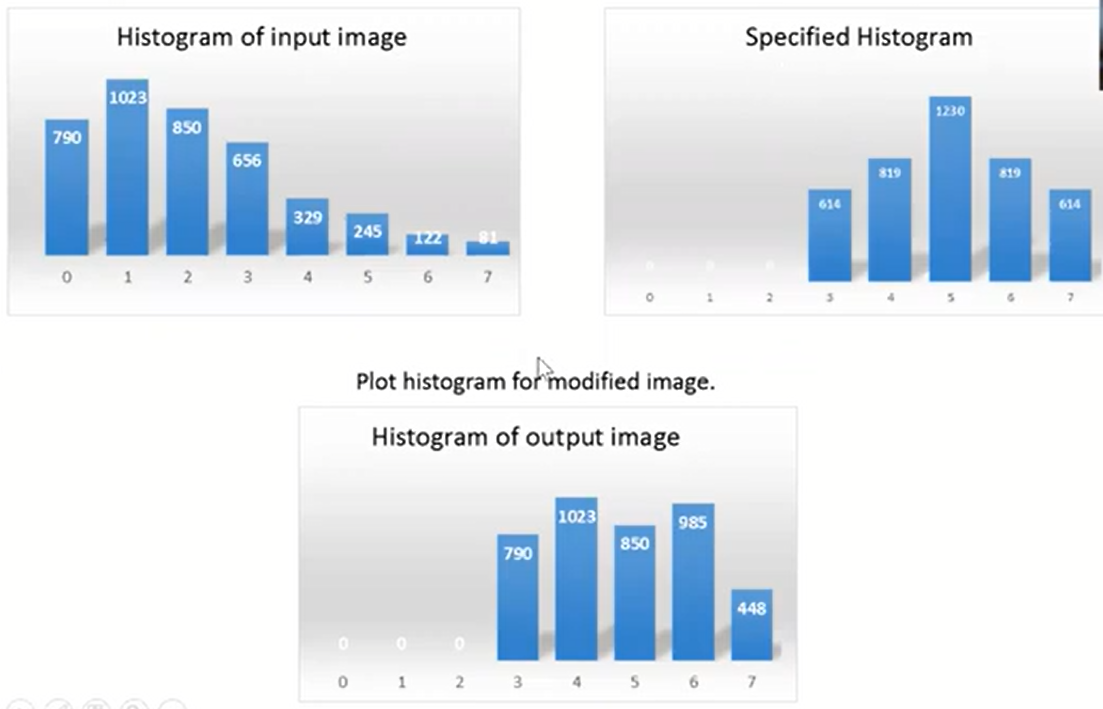 Histogram of input image
1023
850
790
656
329
245
122
81
0 1 2 3 4 5 6 7
Specified Histogram
1230
819 819
614 614
0 0 0
0 1 2 3 4 5 6 7
Plot histogram for modified image.
Histogram of output image
1023
985
850
790
448
0 0 0
0 1 2 3 4 5 6 7